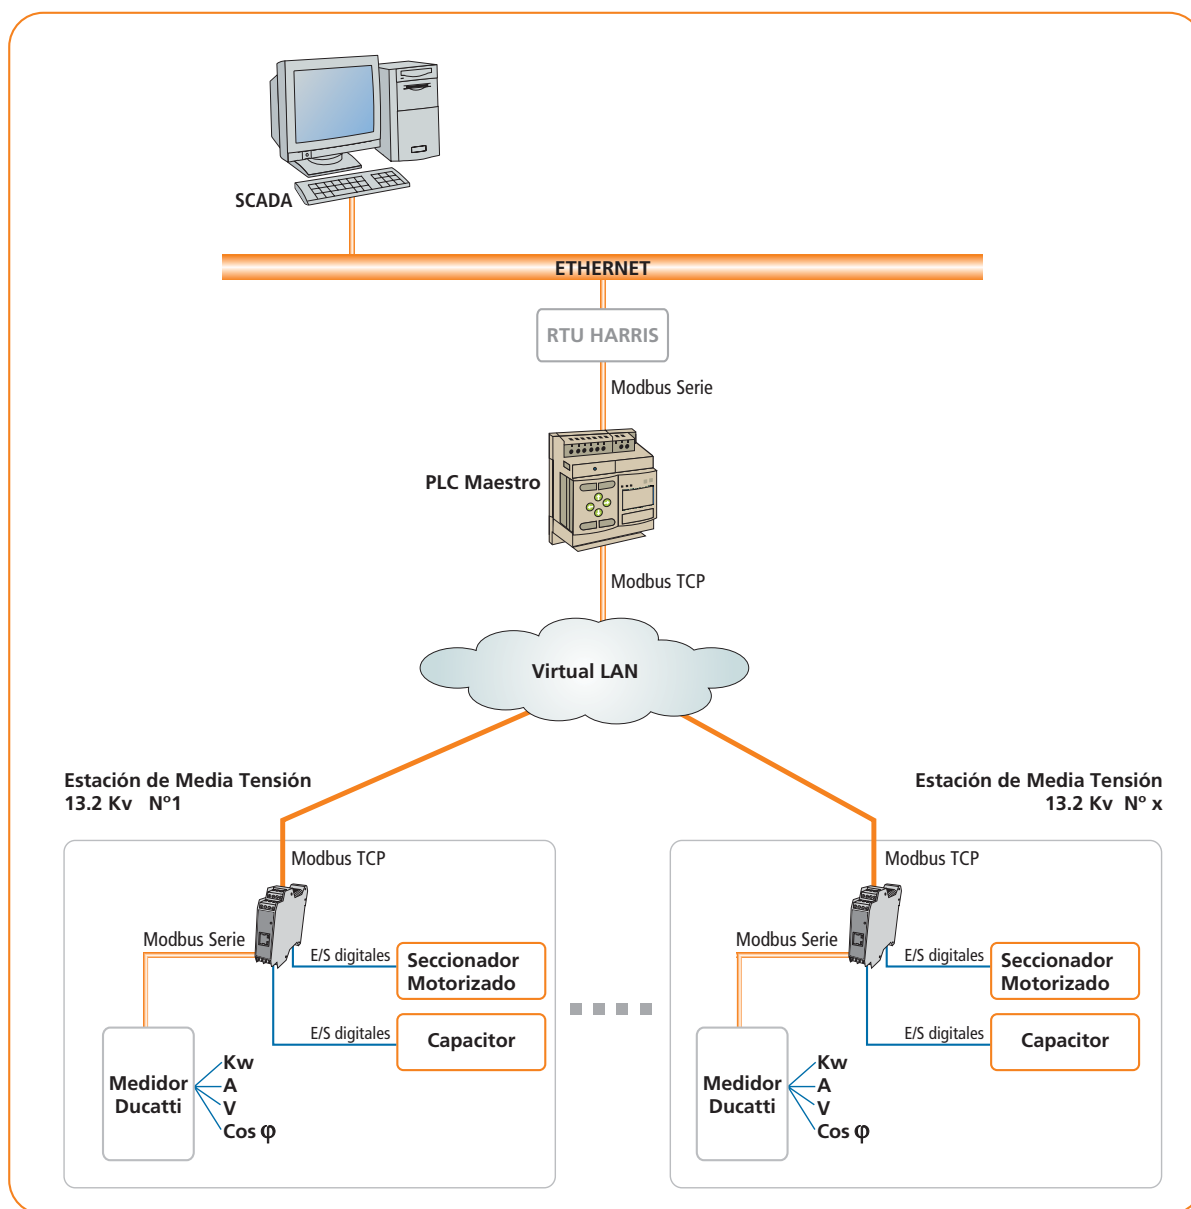 SCADA
ETHERNET
RTU HARRIS
Modbus Serie
PLC Maestro
Modbus TCP
Virtual LAN
Estación de Media Tensión
13.2 Kv Nº1
Estación de Media Tensión
13.2 Kv Nº x
Modbus TCP
Modbus Serie
E/S digitales
Seccionador
Motorizado
E/S digitales
Capacitor
Medidor
Ducatti
Kw
A
V
Cos φ
Modbus TCP
Modbus Serie
E/S digitales
Seccionador
Motorizado
E/S digitales
Capacitor
Medidor
Ducatti
Kw
A
V
Cos φ